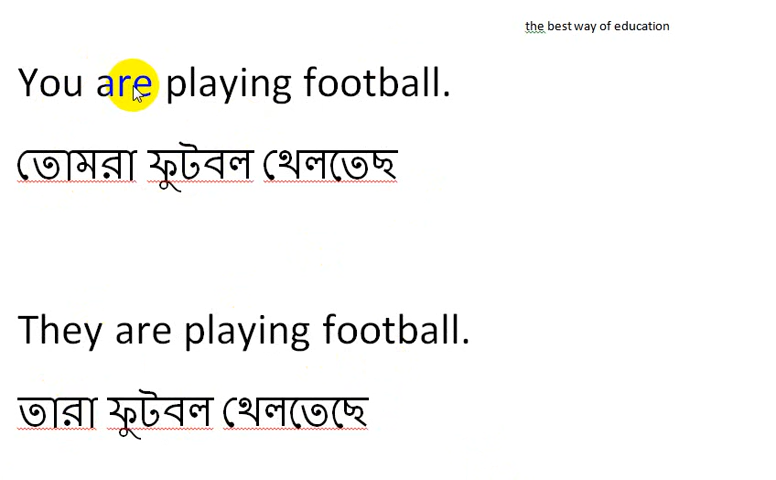 the best way of education
You are playing football.
তোমরা ফুটবল খেলতেছ
They are playing football.
তারা ফুটবল খেলতেছে